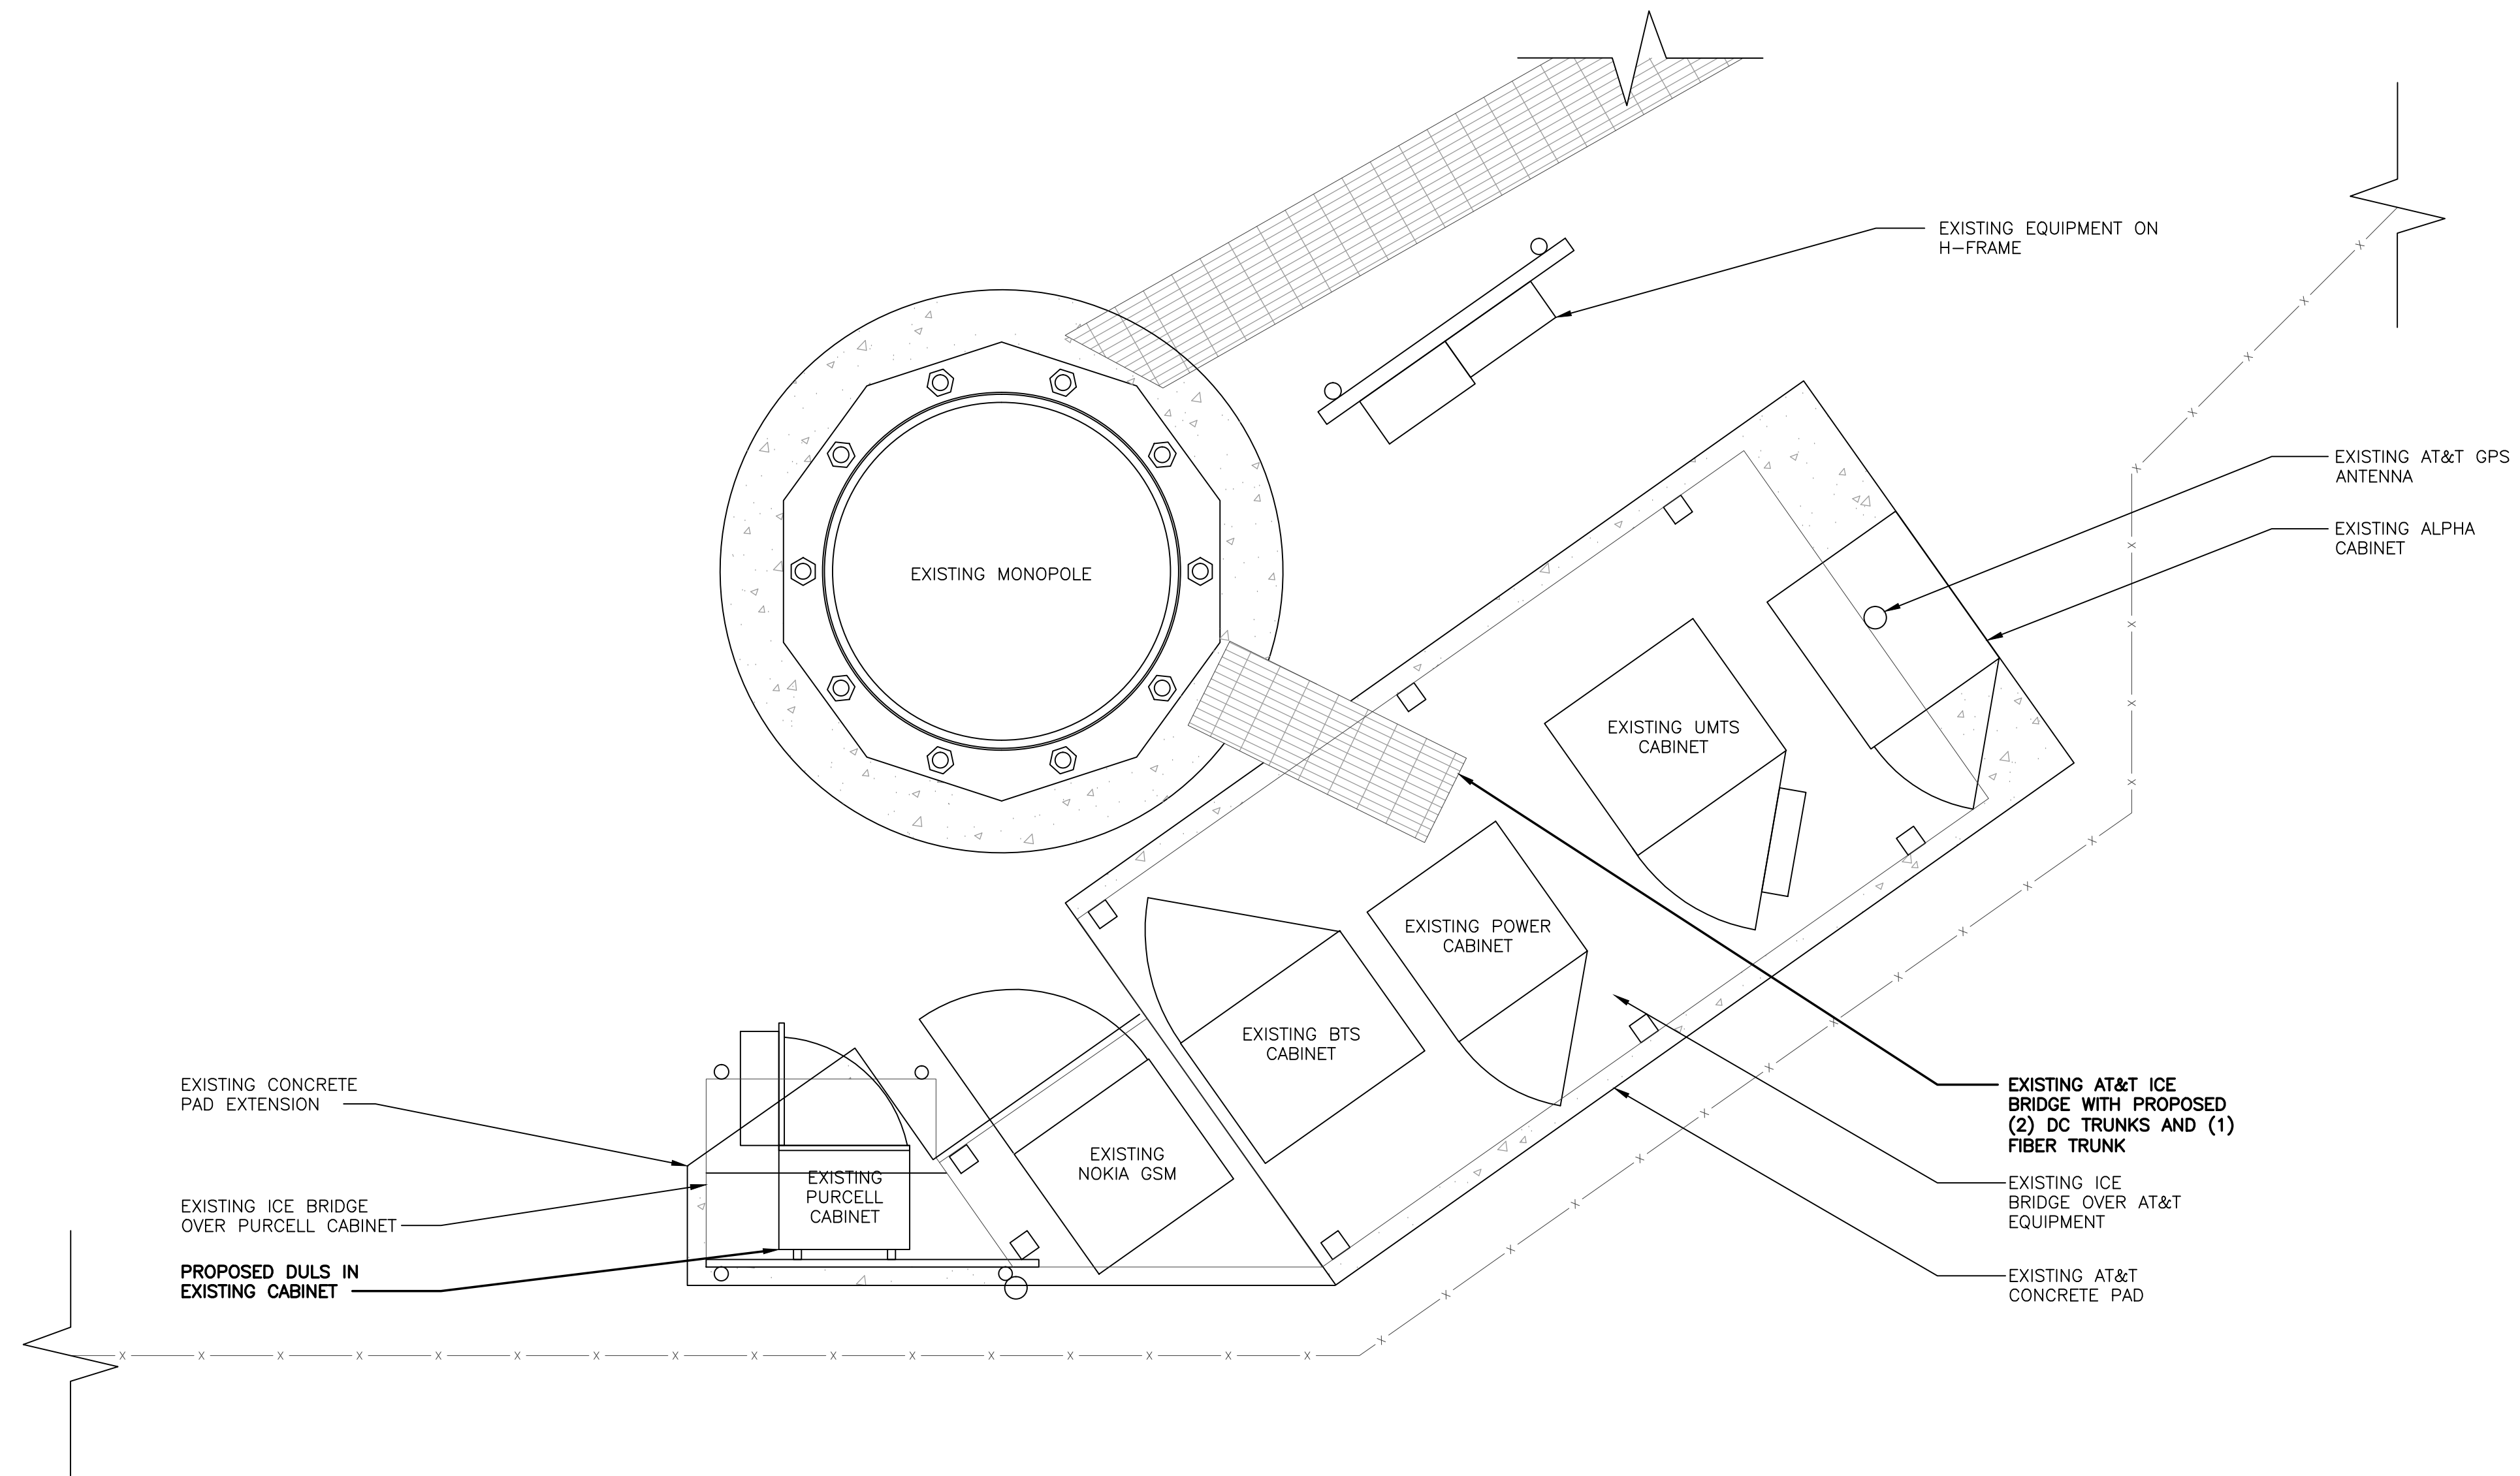 EXISTING EQUIPMENT ON
H-FRAME
EXISTING AT&T GPS
ANTENNA
EXISTING ALPHA
CABINET
EXISTING MONOPOLE
EXISTING UMTS
CABINET
EXISTING POWER
CABINET
EXISTING BTS
CABINET
EXISTING
NOKIA GSM
EXISTING
PURCELL
CABINET
EXISTING CONCRETE
PAD EXTENSION
EXISTING ICE BRIDGE
OVER PURCELL CABINET
PROPOSED DULS IN
EXISTING CABINET
EXISTING AT&T ICE
BRIDGE WITH PROPOSED
(2) DC TRUNKS AND (1)
FIBER TRUNK
EXISTING ICE
BRIDGE OVER AT&T
EQUIPMENT
EXISTING AT&T
CONCRETE PAD